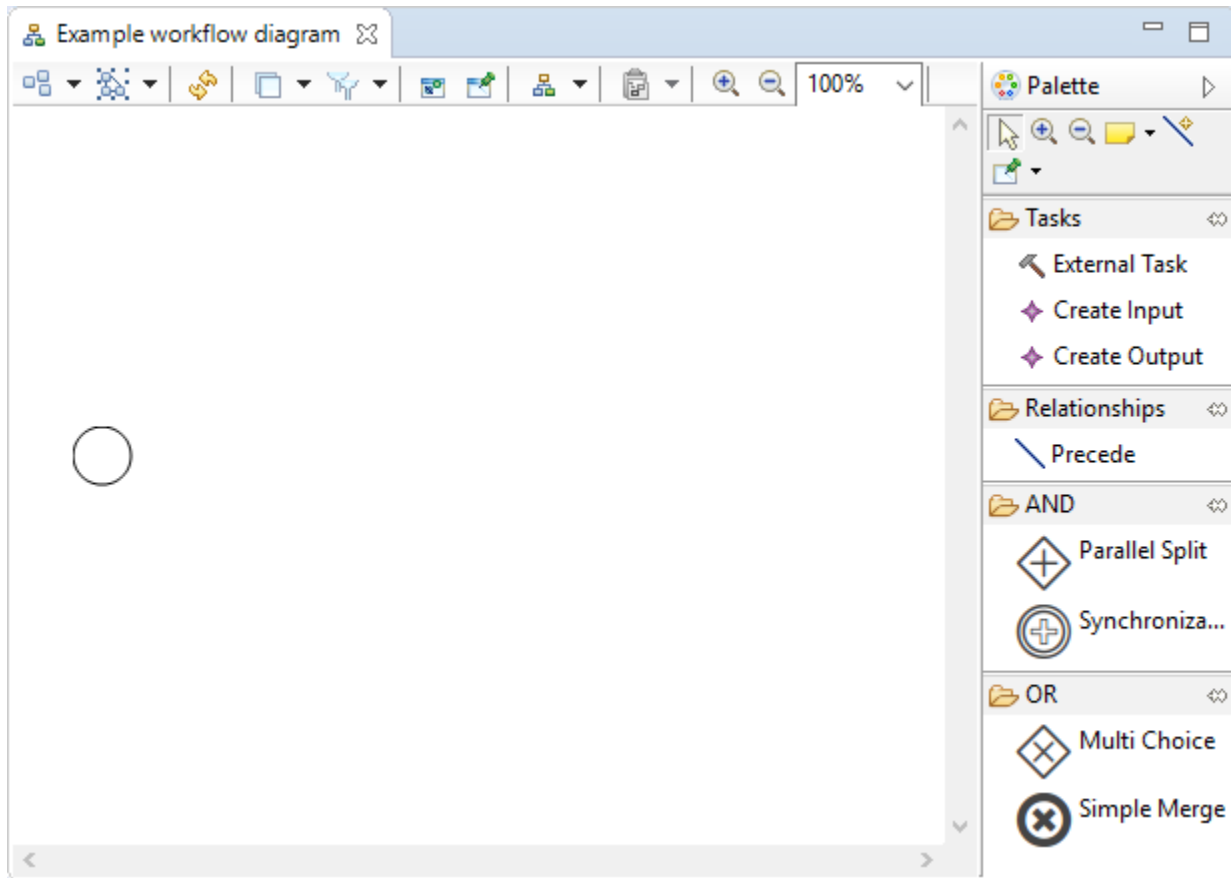 Example workflow diagram
100%
Palette
Tasks
External Task
Create Input
Create Output
Relationships
Precede
AND
Parallel Split
Synchroniza...
OR
Multi Choice
Simple Merge